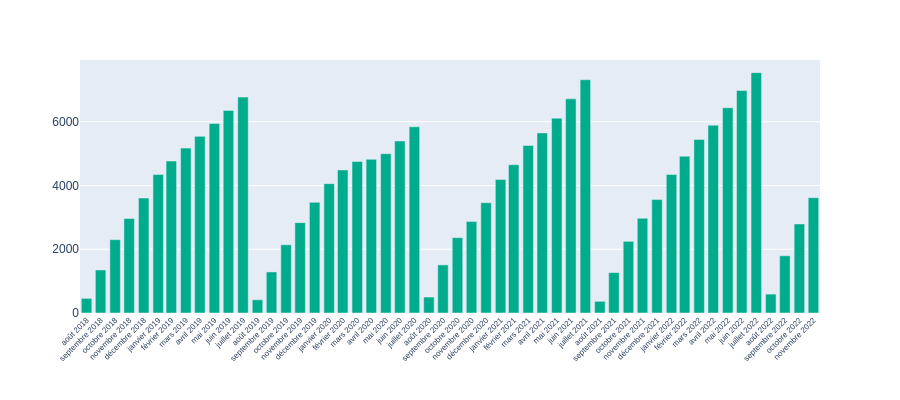 6000
4000
2000
0
août 2018
septembre 2018
octobre 2018
novembre 2018
décembre 2018
janvier 2019
février 2019
mars 2019
avril 2019
mai 2019
juin 2019
juillet 2019
août 2019
septembre 2019
octobre 2019
novembre 2019
décembre 2019
janvier 2020
février 2020
mars 2020
avril 2020
mai 2020
juin 2020
juillet 2020
août 2020
septembre 2020
octobre 2020
novembre 2020
décembre 2020
janvier 2021
février 2021
mars 2021
avril 2021
mai 2021
juin 2021
juillet 2021
août 2021
septembre 2021
octobre 2021
novembre 2021
décembre 2021
janvier 2022
février 2022
mars 2022
avril 2022
mai 2022
juin 2022
juillet 2022
août 2022
septembre 2022
octobre 2022
novembre 2022